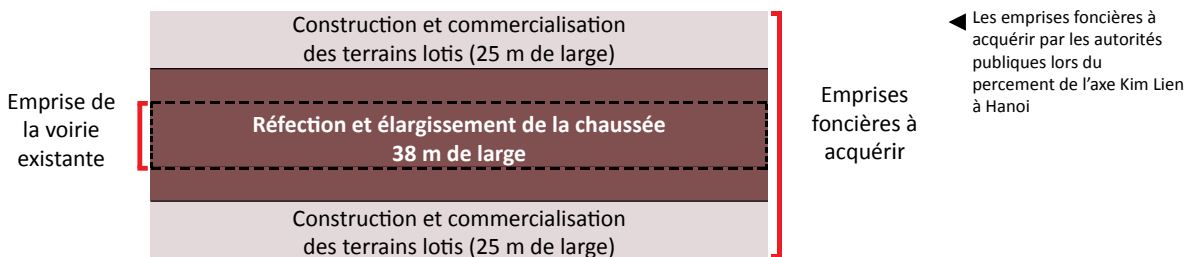 Construction et commercialisation
des terrains lotis (25 m de large)
Emprise de
la voirie
existante
Réfection et élargissement de la chaussée
38 m de large
Construction et commercialisation
des terrains lotis (25 m de large)
Emprises
foncières à
acquérir
◀ Les emprises foncières à
acquérir par les autorités
publiques lors du
percement de l’axe Kim Lien
à Hanoi